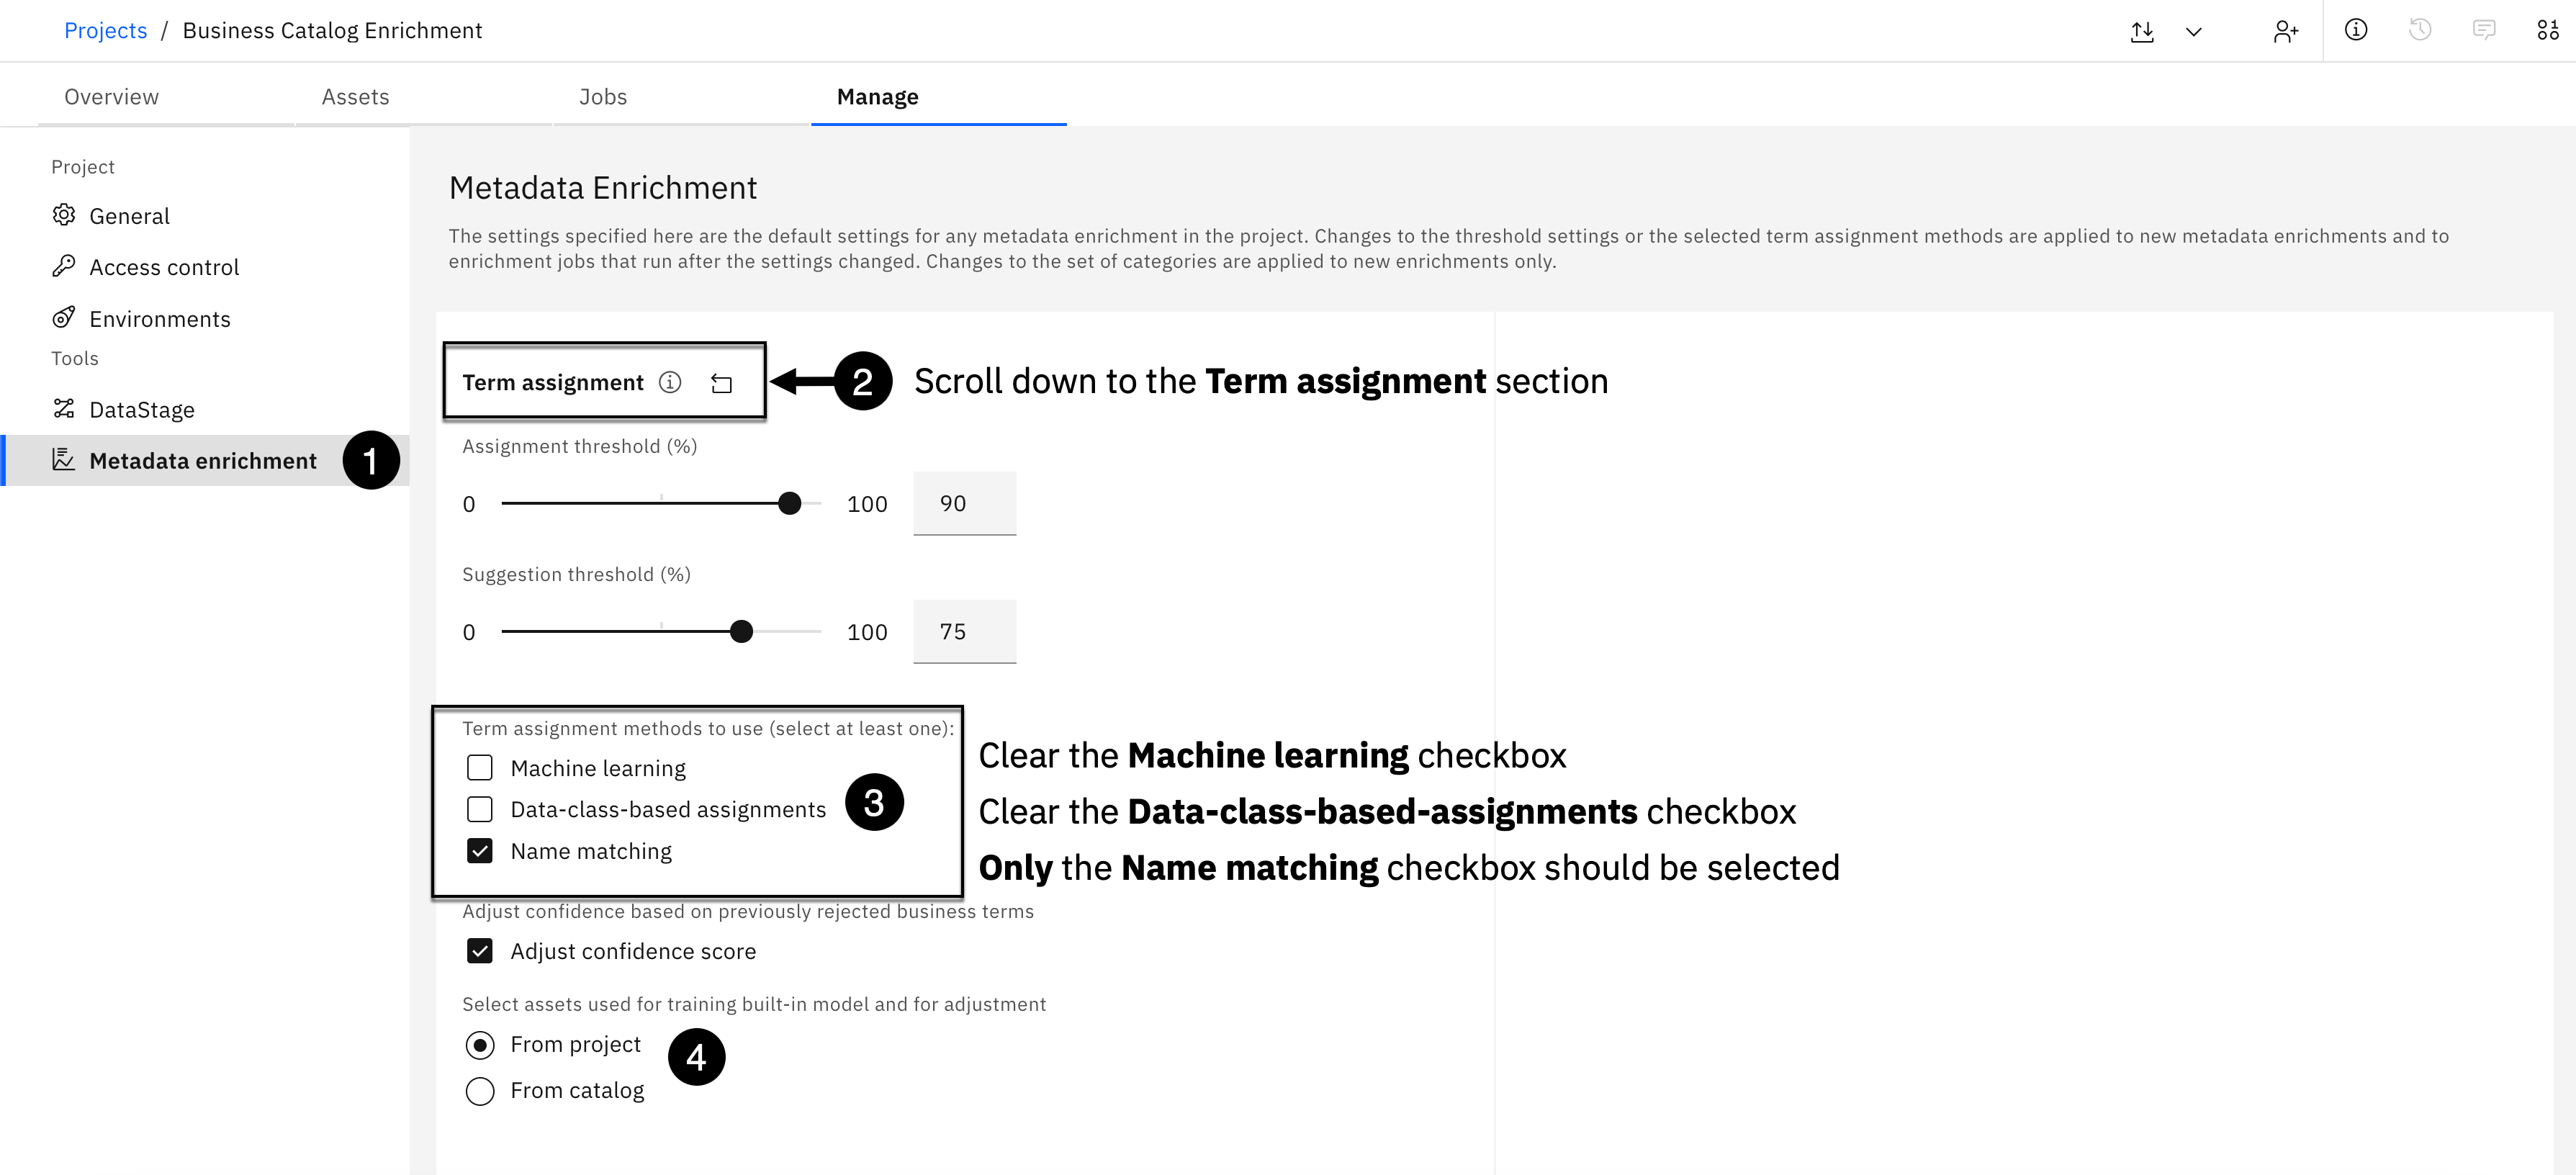 Projects / Business Catalog Enrichment
Overview Assets Jobs Manage
Project
General
Access control
Environments
Tools
DataStage
Metadata enrichment 1
Metadata Enrichment
The settings specified here are the default settings for any metadata enrichment in the project. Changes to the threshold settings or the selected term assignment methods are applied to new metadata enrichments and to
enrichment jobs that run after the settings changed. Changes to the set of categories are applied to new enrichments only.
Term assignment 2 Scroll down to the Term assignment section
Assignment threshold (%)
0 100 90
Suggestion threshold (%)
0 100 75
Term assignment methods to use (select at least one):
Machine learning
Data-class-based assignments
Name matching
3
Clear the Machine learning checkbox
Clear the Data-class-based-assignments checkbox
Only the Name matching checkbox should be selected
Adjust confidence based on previously rejected business terms
Adjust confidence score
Select assets used for training built-in model and for adjustment
From project
4
From catalog